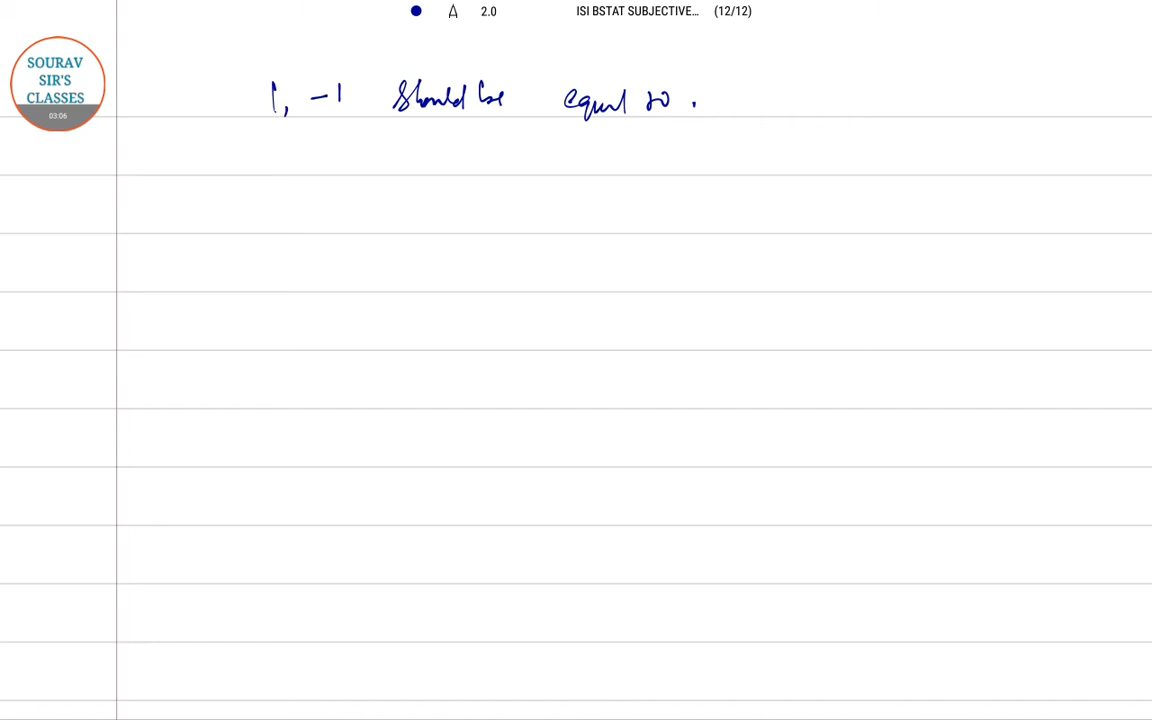 2.0 ISI BSTAT SUBJECTIVE... (12/12)
SOURAV
SIR'S
CLASSES
03:06
1, -1 should be equal to .